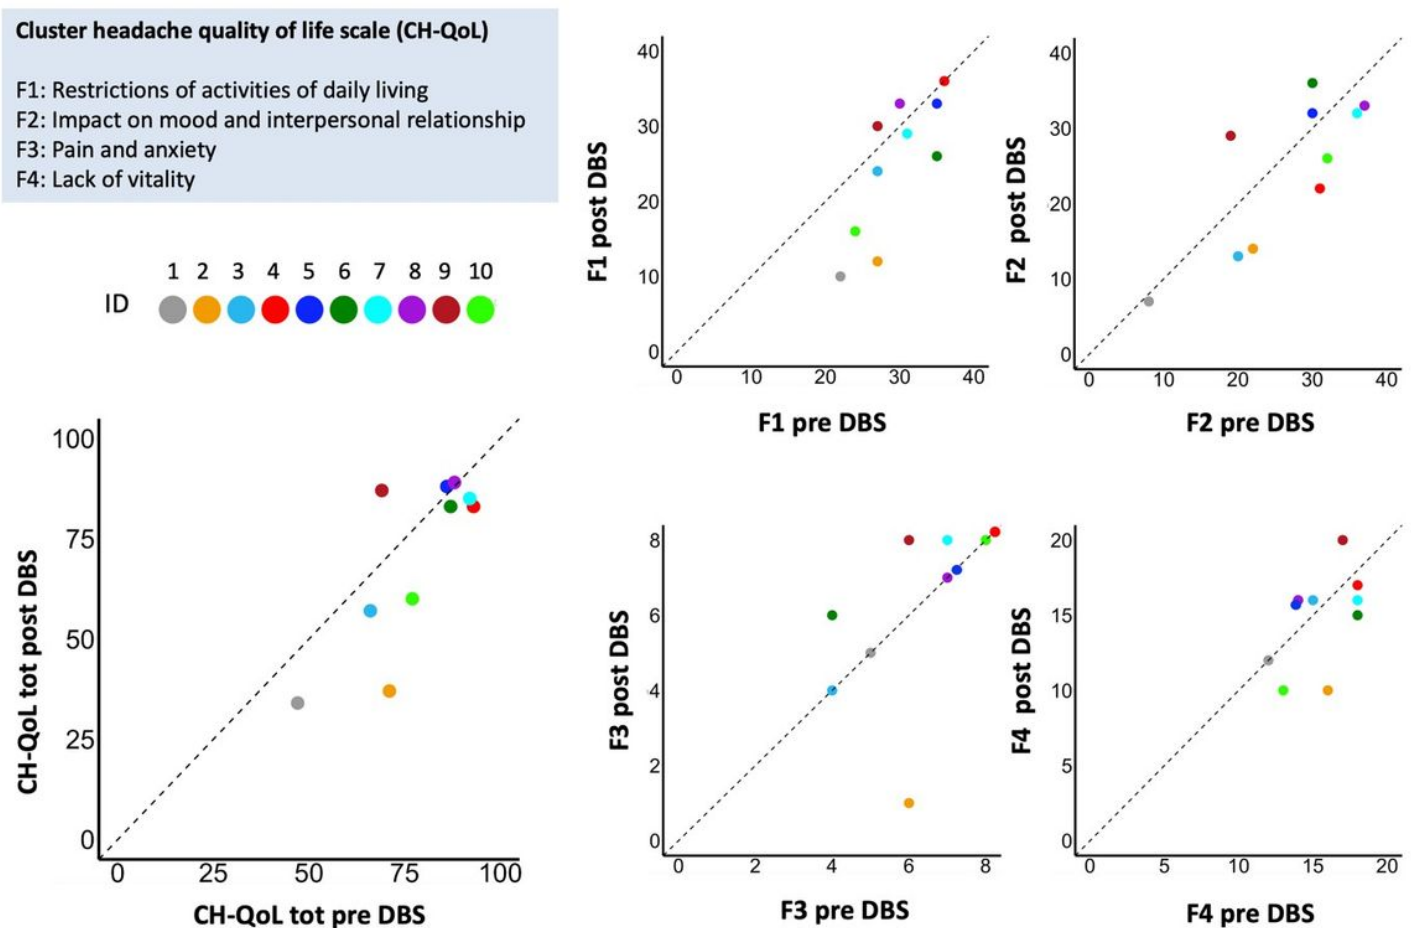 Cluster headache quality of life scale (CH-QoL)
F1: Restrictions of activities of daily living
F2: Impact on mood and interpersonal relationship
F3: Pain and anxiety
F4: Lack of vitality
1 2 3 4 5 6 7 8 9 10
ID
40
30
20
10
0
F1 post DBS
0 10 20 30 40
F1 pre DBS
40
30
20
10
0
F2 post DBS
0 10 20 30 40
F2 pre DBS
100
75
50
25
0
CH-QoL tot post DBS
0 25 50 75 100
CH-QoL tot pre DBS
8
6
4
2
0
F3 post DBS
0 2 4 6 8
F3 pre DBS
20
15
10
5
0
F4 post DBS
0 5 10 15 20
F4 pre DBS